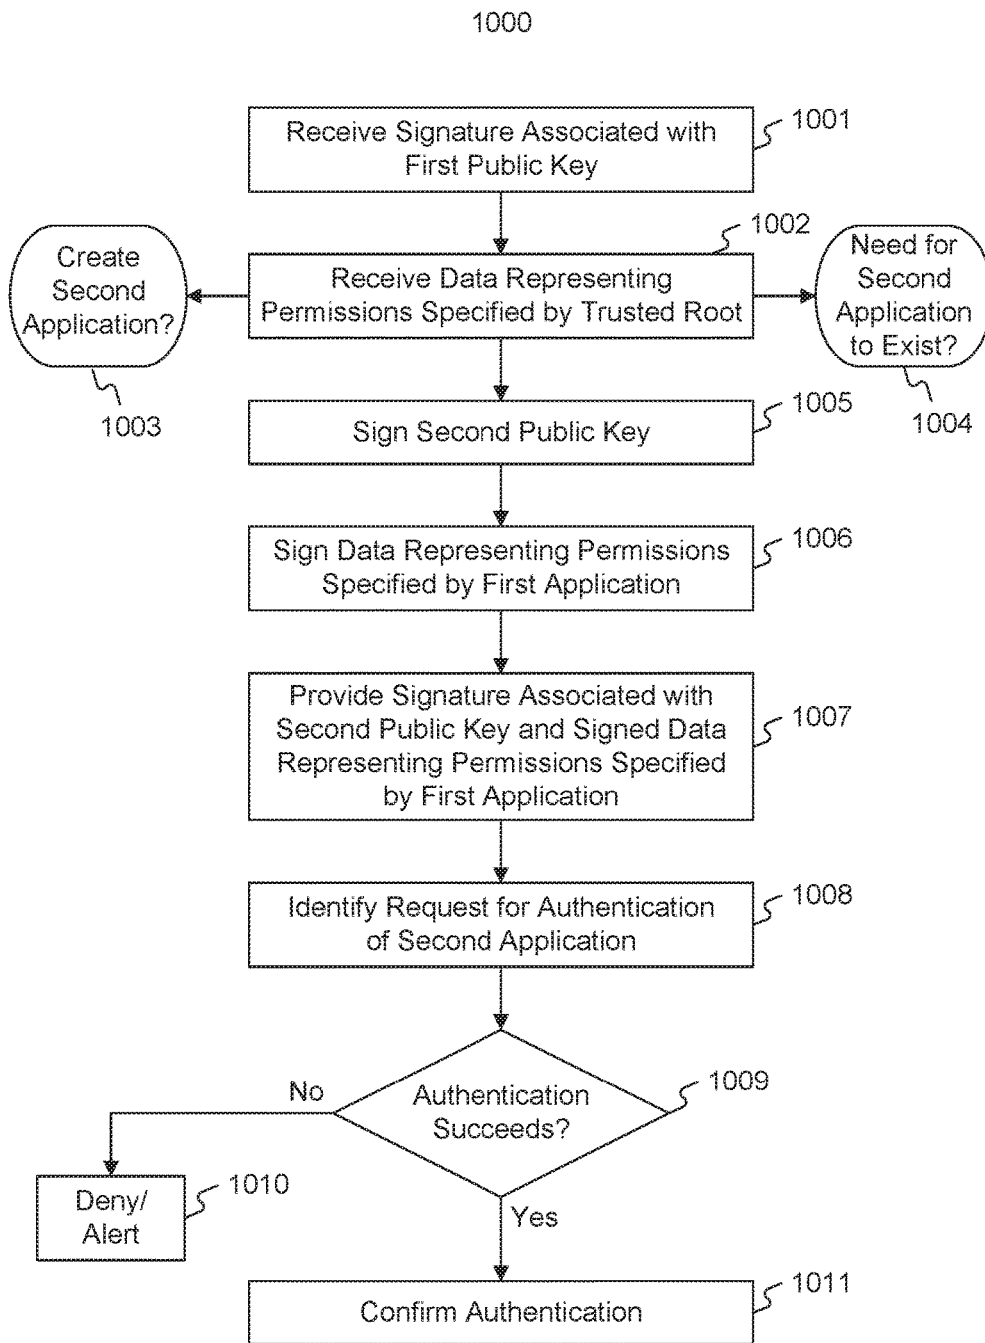 1000
Receive Signature Associated with
First Public Key
1001
Create
Second
Application?
1003
Receive Data Representing
Permissions Specified by Trusted Root
1002
Need for
Second
Application
to Exist?
1004
Sign Second Public Key
1005
Sign Data Representing Permissions
Specified by First Application
1006
Provide Signature Associated with
Second Public Key and Signed Data
Representing Permissions Specified
by First Application
1007
Identify Request for Authentication
of Second Application
1008
Authentication
Succeeds?
1009
No
Deny/
Alert
1010
Yes
Confirm Authentication
1011